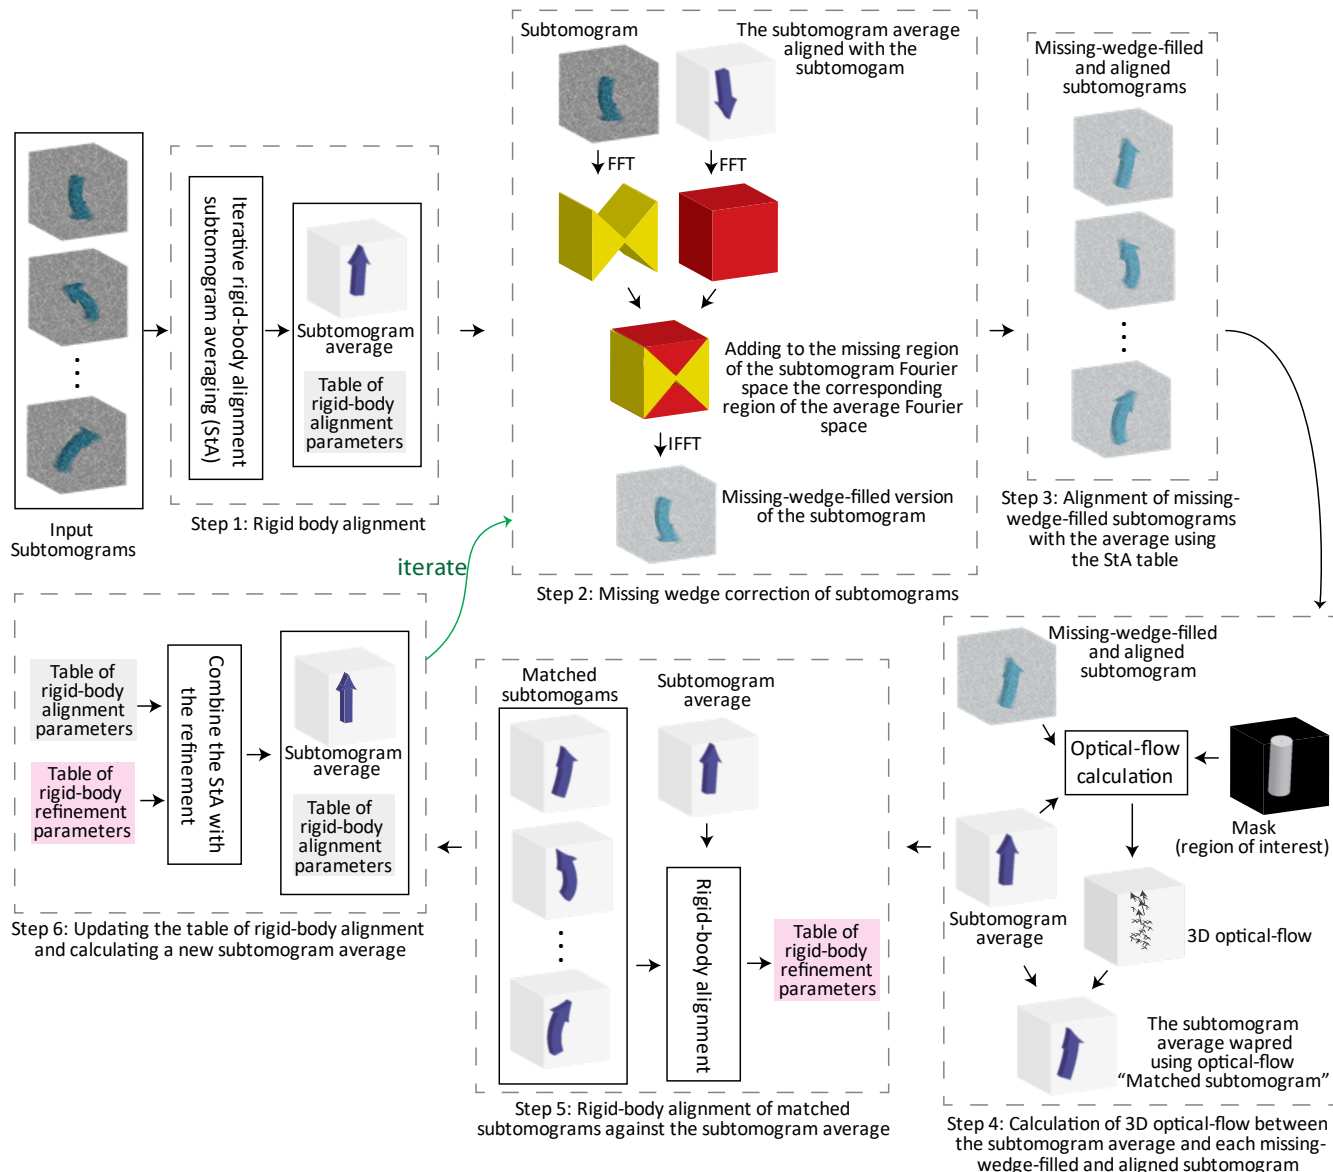 Input
Subtomograms
Iterative rigid-body alignment
subtomogram averaging (StA)
Subtomogram
average
Table of
rigid-body
alignment
parameters
Step 1: Rigid body alignment
Subtomogram
The subtomogram average
aligned with the
subtomogam
FFT
FFT
Adding to the missing region
of the subtomogram Fourier
space the corresponding
region of the average Fourier
space
IFFT
Missing-wedge-filled version
of the subtomogram
Step 2: Missing wedge correction of subtomograms
Missing-wedge-filled
and aligned
subtomograms
Step 3: Alignment of missing-
wedge-filled subtomograms
with the average using
the StA table
Missing-wedge-filled
and aligned
subtomogram
Optical-flow
calculation
Mask
(region of interest)
Subtomogram
average
3D optical-flow
The subtomogram
average wapred
using optical-flow
“Matched subtomogram”
Step 4: Calculation of 3D optical-flow between
the subtomogram average and each missing-
wedge-filled and aligned subtomogram
Matched
subtomogams
Subtomogram
average
Rigid-body alignment
Table of
rigid-body
refinement
parameters
Step 5: Rigid-body alignment of matched
subtomograms against the subtomogram average
iterate
Table of
rigid-body
alignment
parameters
Table of
rigid-body
refinement
parameters
Combine the StA with
the refinement
Subtomogram
average
Table of
rigid-body
alignment
parameters
Step 6: Updating the table of rigid-body alignment
and calculating a new subtomogram average